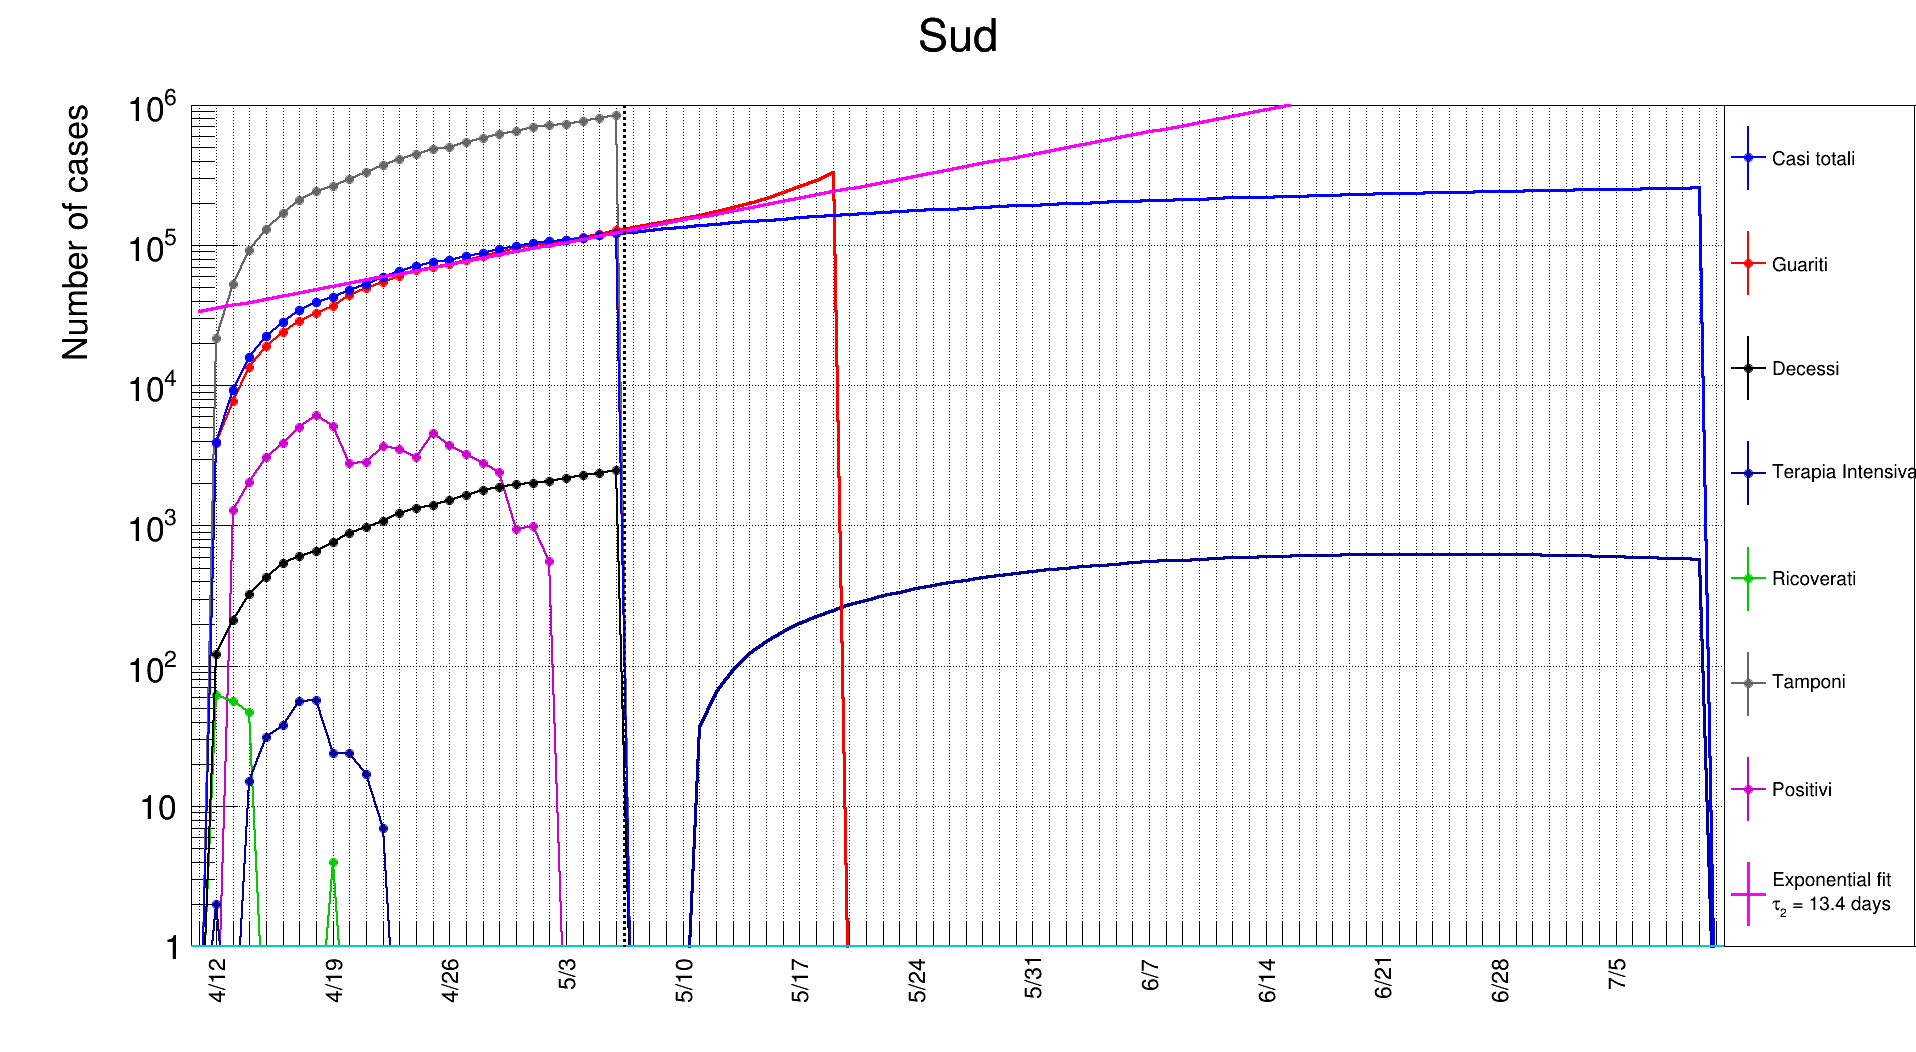 Sud
Number of cases
10^6
10^5
10^4
10^3
10^2
10
1
4/12
4/19
4/26
5/3
5/10
5/17
5/24
5/31
6/7
6/14
6/21
6/28
7/5
Casi totali
Guariti
Decessi
Terapia Intensiva
Ricoverati
Tamponi
Positivi
Exponential fit
τ₂ = 13.4 days